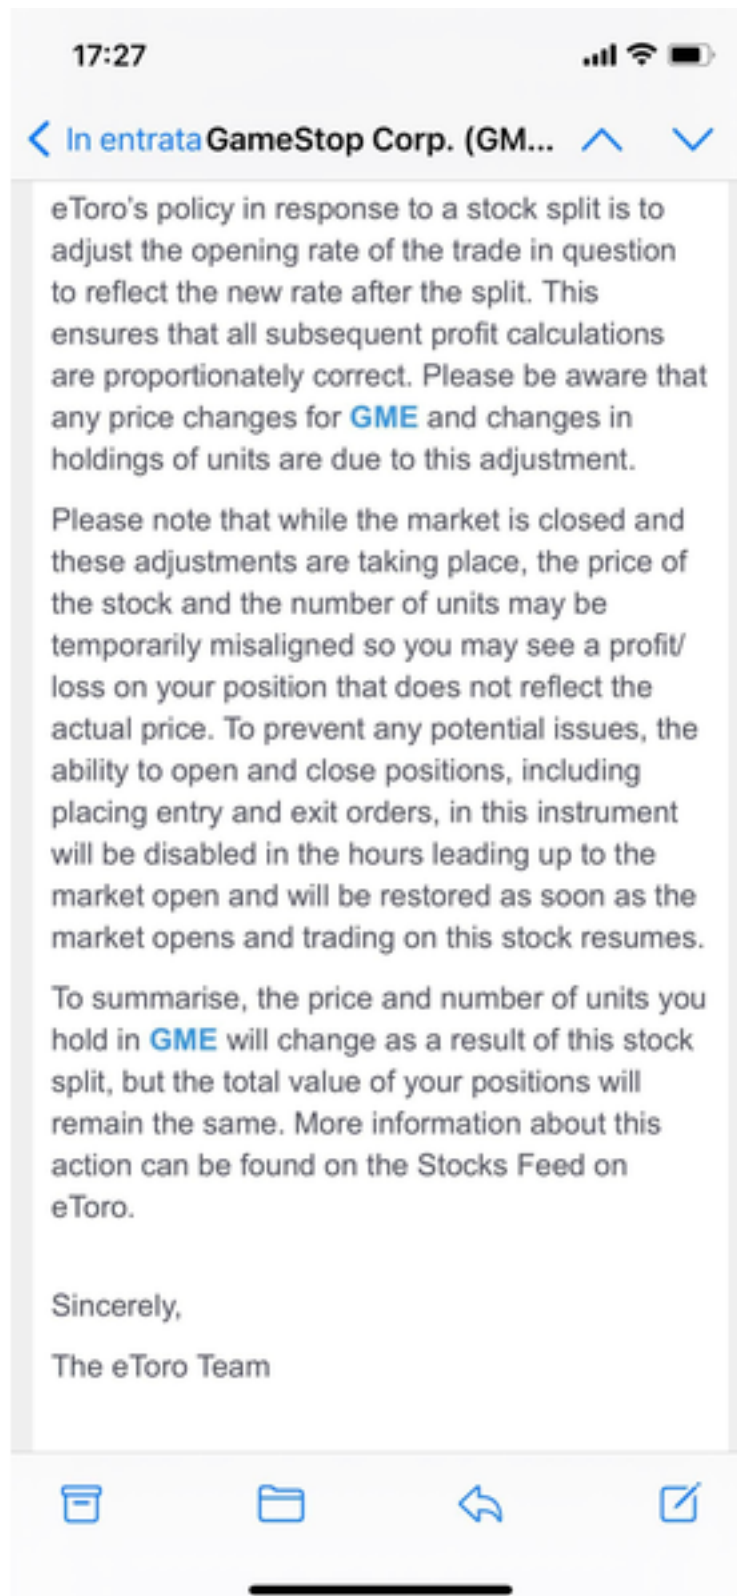 17:27
In entrata GameStop Corp. (GM...
eToro's policy in response to a stock split is to
adjust the opening rate of the trade in question
to reflect the new rate after the split. This
ensures that all subsequent profit calculations
are proportionately correct. Please be aware that
any price changes for GME and changes in
holdings of units are due to this adjustment.
Please note that while the market is closed and
these adjustments are taking place, the price of
the stock and the number of units may be
temporarily misaligned so you may see a profit/
loss on your position that does not reflect the
actual price. To prevent any potential issues, the
ability to open and close positions, including
placing entry and exit orders, in this instrument
will be disabled in the hours leading up to the
market open and will be restored as soon as the
market opens and trading on this stock resumes.
To summarise, the price and number of units you
hold in GME will change as a result of this stock
split, but the total value of your positions will
remain the same. More information about this
action can be found on the Stocks Feed on
eToro.
Sincerely,
The eToro Team